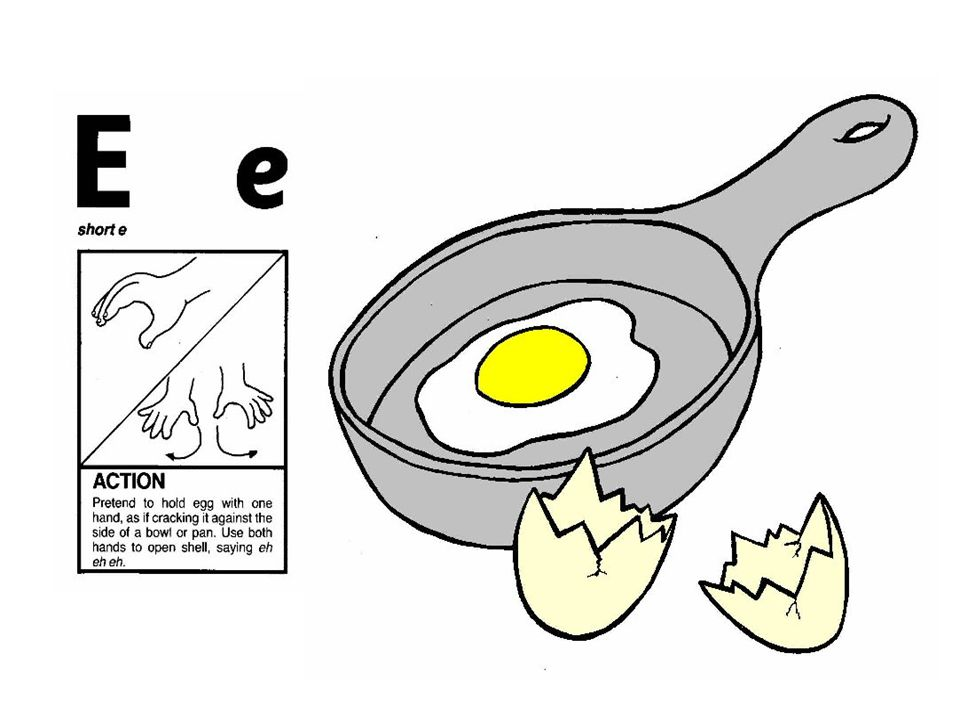 E e
short e
ACTION
Pretend to hold egg with one
hand, as if cracking it against the
side of a bowl or pan. Use both
hands to open shell, saying eh
eh eh.